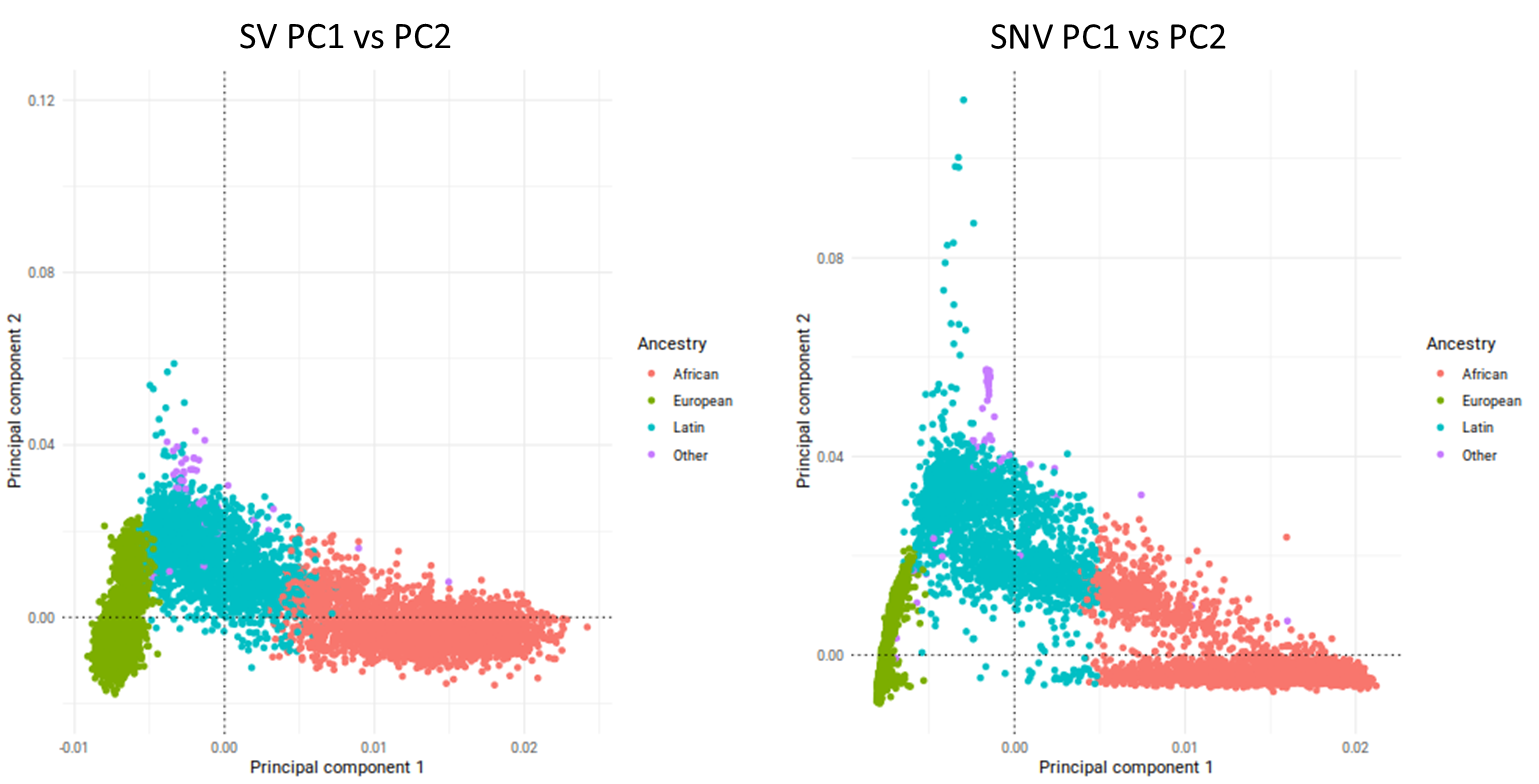 SV PC1 vs PC2
0.12
0.08
0.04
0.00
-0.01
0.00
0.01
0.02
Principal component 2
Principal component 1
Ancestry
African
European
Latin
Other
SNV PC1 vs PC2
0.08
0.04
0.00
0.00
0.01
0.02
Principal component 2
Principal component 1
Ancestry
African
European
Latin
Other